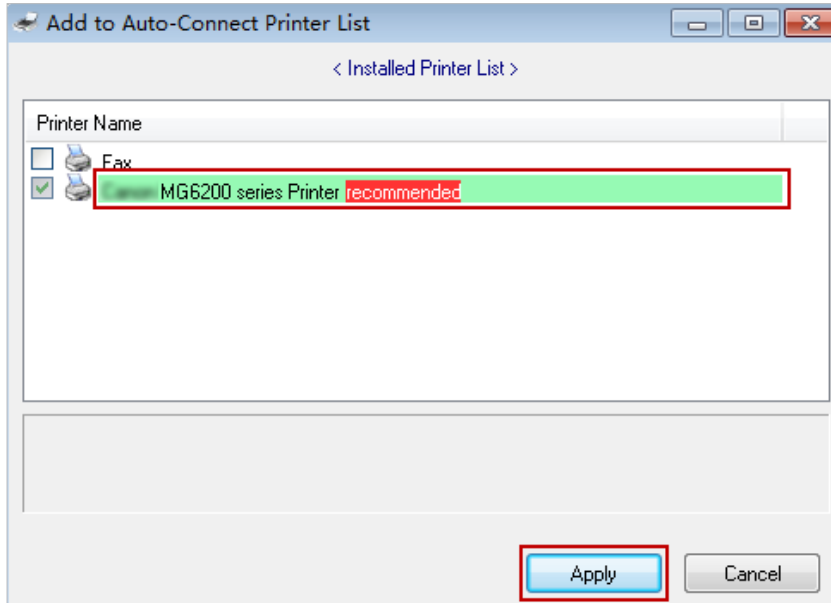 Add to Auto-Connect Printer List
< Installed Printer List >
Printer Name
Fax
MG6200 series Printer recommended
Apply Cancel